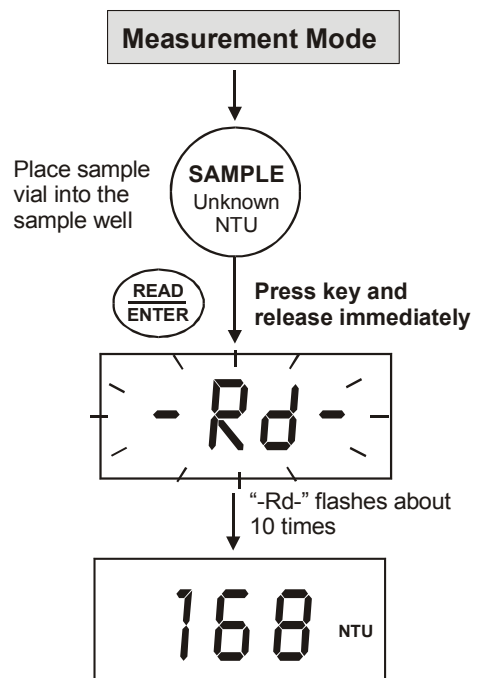 Measurement Mode
Place sample
vial into the
sample well
SAMPLE
Unknown
NTU
READ
ENTER
Press key and
release immediately
-Rd-
“-Rd-” flashes about
10 times
168 NTU